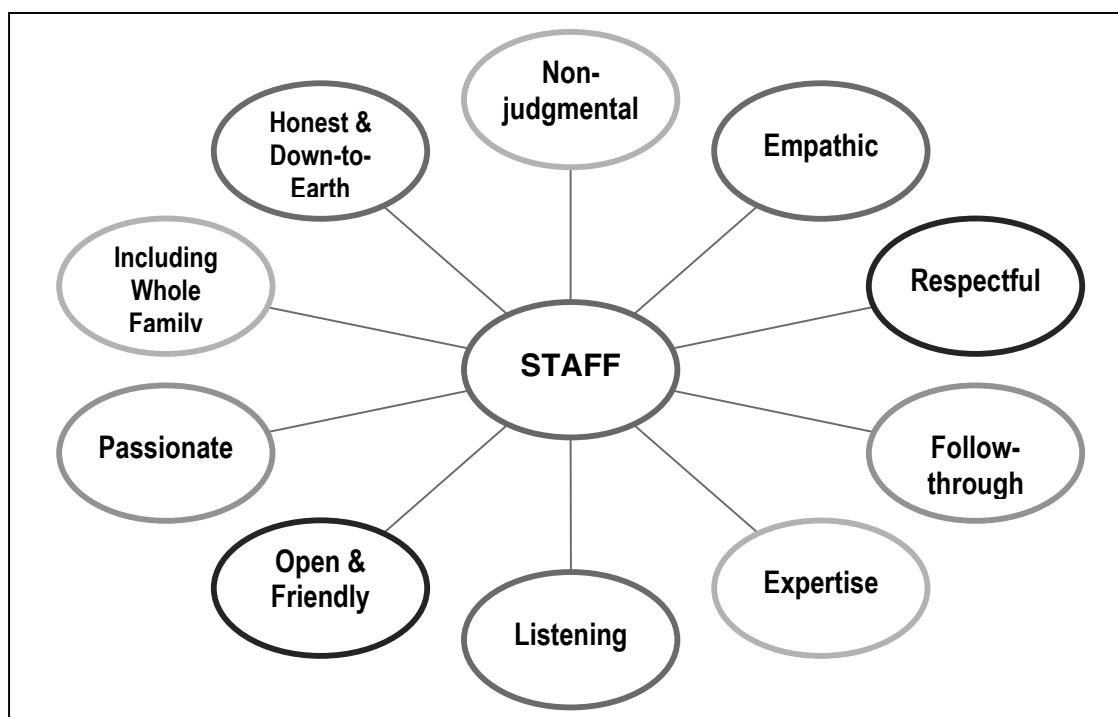 Non-
judgmental
Empathic
Respectful
Follow-
through
Expertise
Listening
Open &
Friendly
Passionate
Including
Whole
Family
Honest &
Down-to-
Earth
STAFF